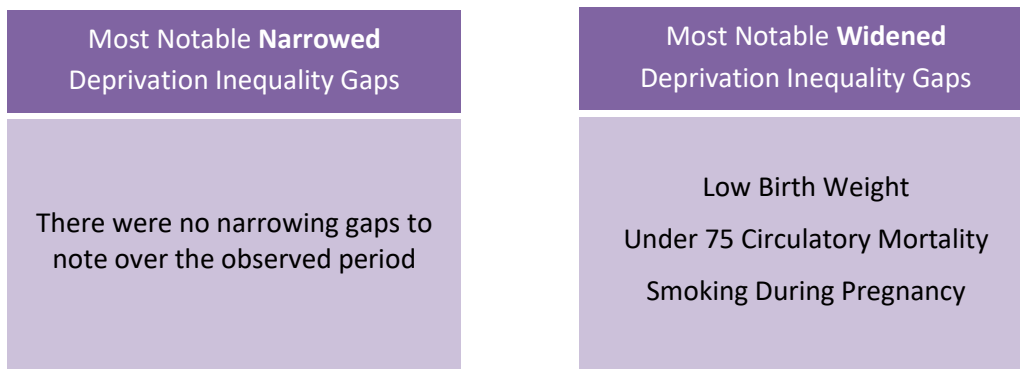 Most Notable Narrowed
Deprivation Inequality Gaps
There were no narrowing gaps to
note over the observed period
Most Notable Widened
Deprivation Inequality Gaps
Low Birth Weight
Under 75 Circulatory Mortality
Smoking During Pregnancy